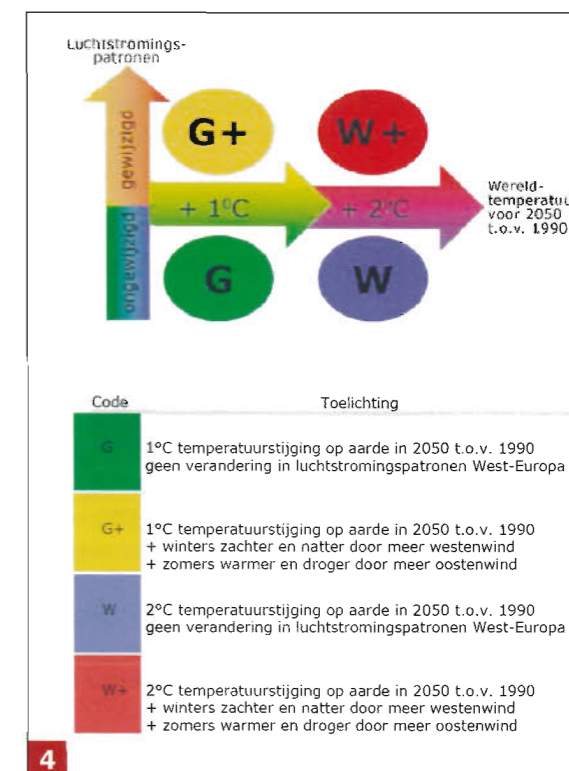 Luchtstromings-
patronen
gewijzigd
ongewijzigd
G+
W+
+ 1°C
+ 2°C
G
W
Wereld-
voor 2050
t.o.v. 1990
Code
Toelichting
G
1°C temperatuurstijging op aarde in 2050 t.o.v. 1990
geen verandering in luchtstromingspatronen West-Europa
G+
1°C temperatuurstijging op aarde in 2050 t.o.v. 1990
+ winters zachter en natter door meer westenwind
+ zomers warmer en droger door meer oostenwind
W
2°C temperatuurstijging op aarde in 2050 t.o.v. 1990
geen verandering in luchtstromingspatronen West-Europa
W+
2°C temperatuurstijging op aarde in 2050 t.o.v. 1990
+ winters zachter en natter door meer westenwind
+ zomers warmer en droger door meer oostenwind
4